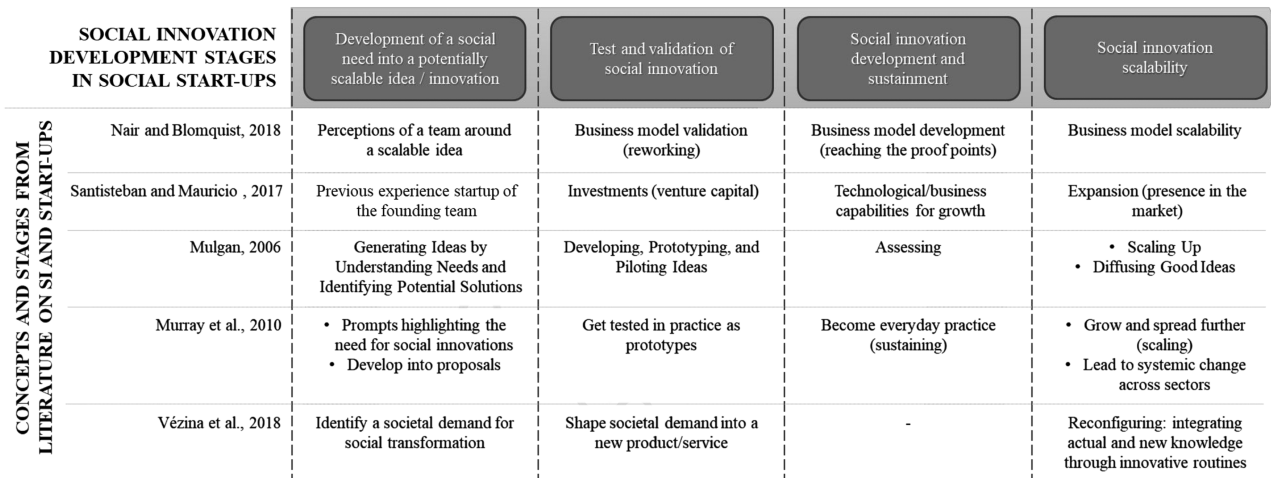 SOCIAL INNOVATION
DEVELOPMENT STAGES
IN SOCIAL START-UPS
Development of a social
need into a potentially
scalable idea / innovation
Test and validation of
social innovation
Social innovation
development and
sustainment
Social innovation
scalability
CONCEPTS AND STAGES FROM
LITERATURE ON SI AND START-UPS
Nair and Blomquist, 2018
Perceptions of a team around
a scalable idea
Business model validation
(reworking)
Business model development
(reaching the proof points)
Business model scalability
Santisteban and Mauricio , 2017
Previous experience startup of
the founding team
Investments (venture capital)
Technological/business
capabilities for growth
Expansion (presence in the
market)
Mulgan, 2006
Generating Ideas by
Understanding Needs and
Identifying Potential Solutions
Developing, Prototyping, and
Piloting Ideas
Assessing
• Scaling Up
• Diffusing Good Ideas
Murray et al., 2010
• Prompts highlighting the
need for social innovations
• Develop into proposals
Get tested in practice as
prototypes
Become everyday practice
(sustaining)
• Grow and spread further
(scaling)
• Lead to systemic change
across sectors
Vézina et al., 2018
Identify a societal demand for
social transformation
Shape societal demand into a
new product/service
-
Reconfiguring: integrating
actual and new knowledge
through innovative routines